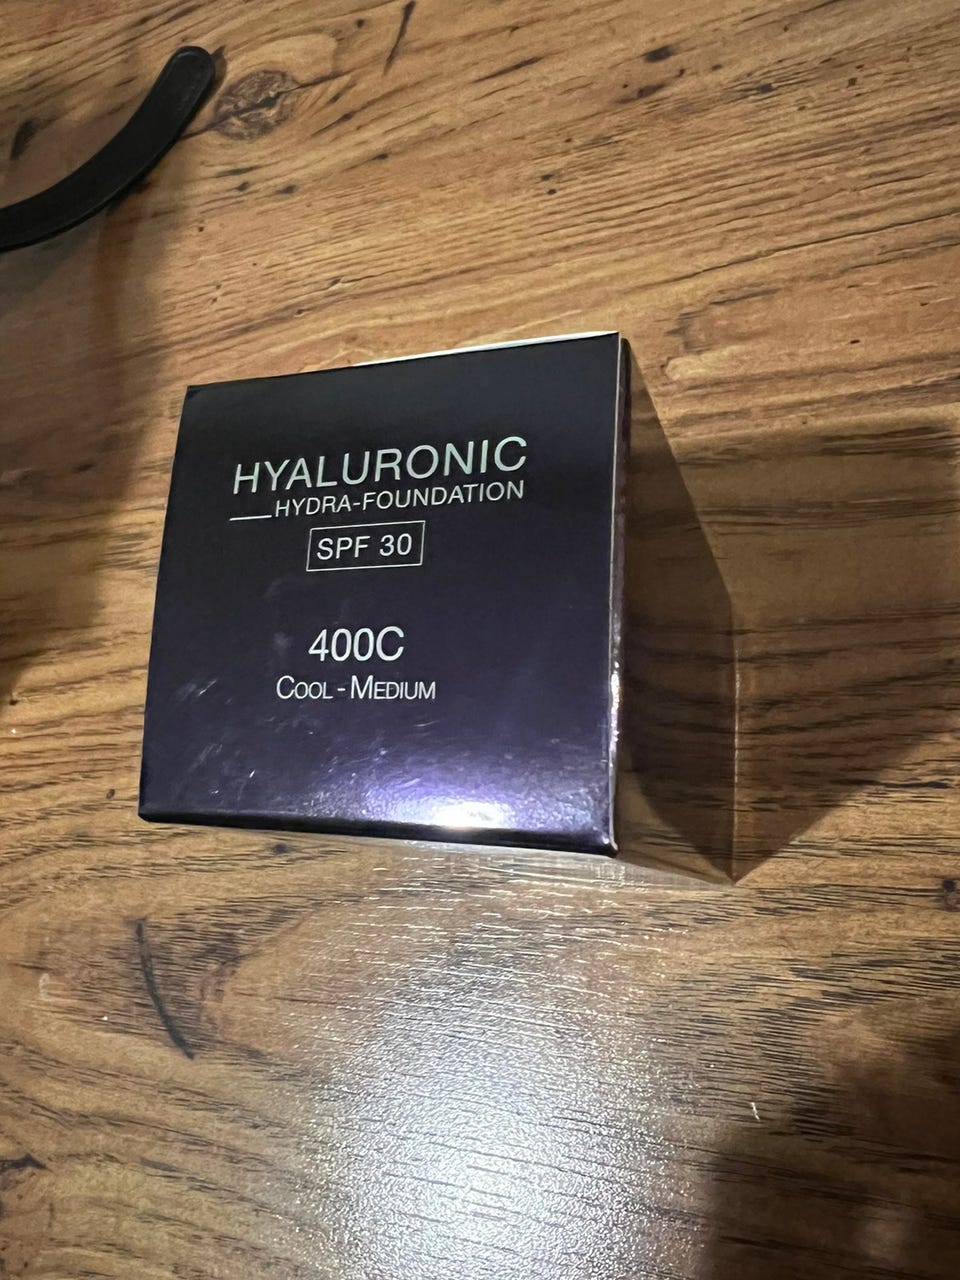 HYALURONIC
HYDRA-FOUNDATION
SPF 30
400C
COOL - MEDIUM